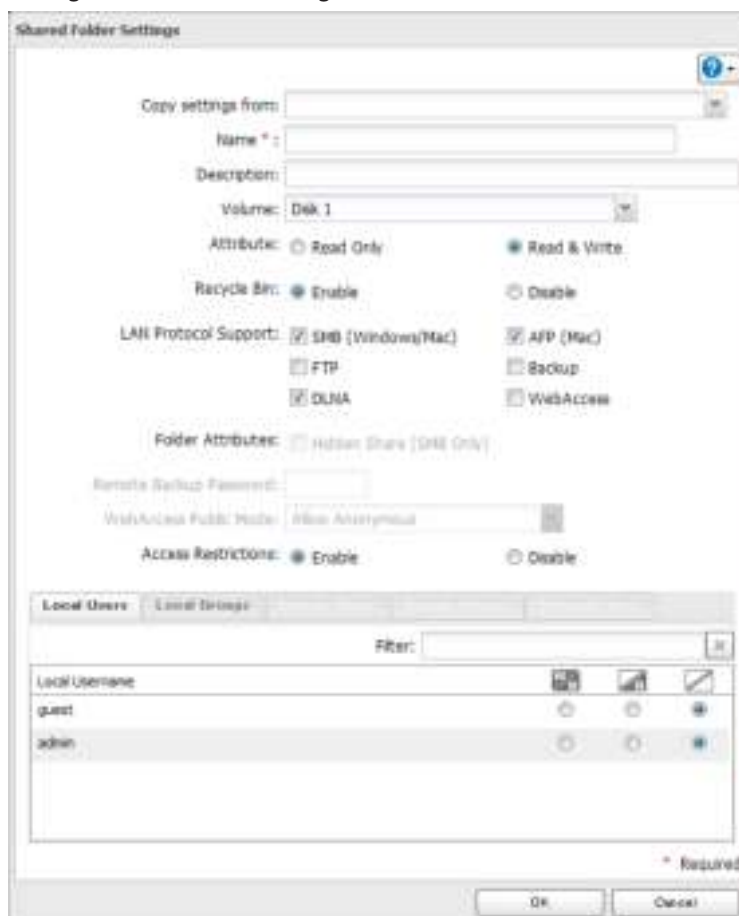 Shared Folder Settings
Copy settings from:
Name * :
Description:
Volume: Disk 1
Attribute: Read Only Read & Write
Recycle Bin: Enable Disable
LAN Protocol Support: SMB (Windows/Mac) AFP (Mac)
FTP Backup
DLNA WebAccess
Folder Attributes: Hidden Share (SMB Only)
Remote Backup Password:
WebAccess Public Mode: Allow Anonymous
Access Restrictions: Enable Disable
Local Users Local Groups
Filter:
Local Username
guest
admin
* Required
OK Cancel